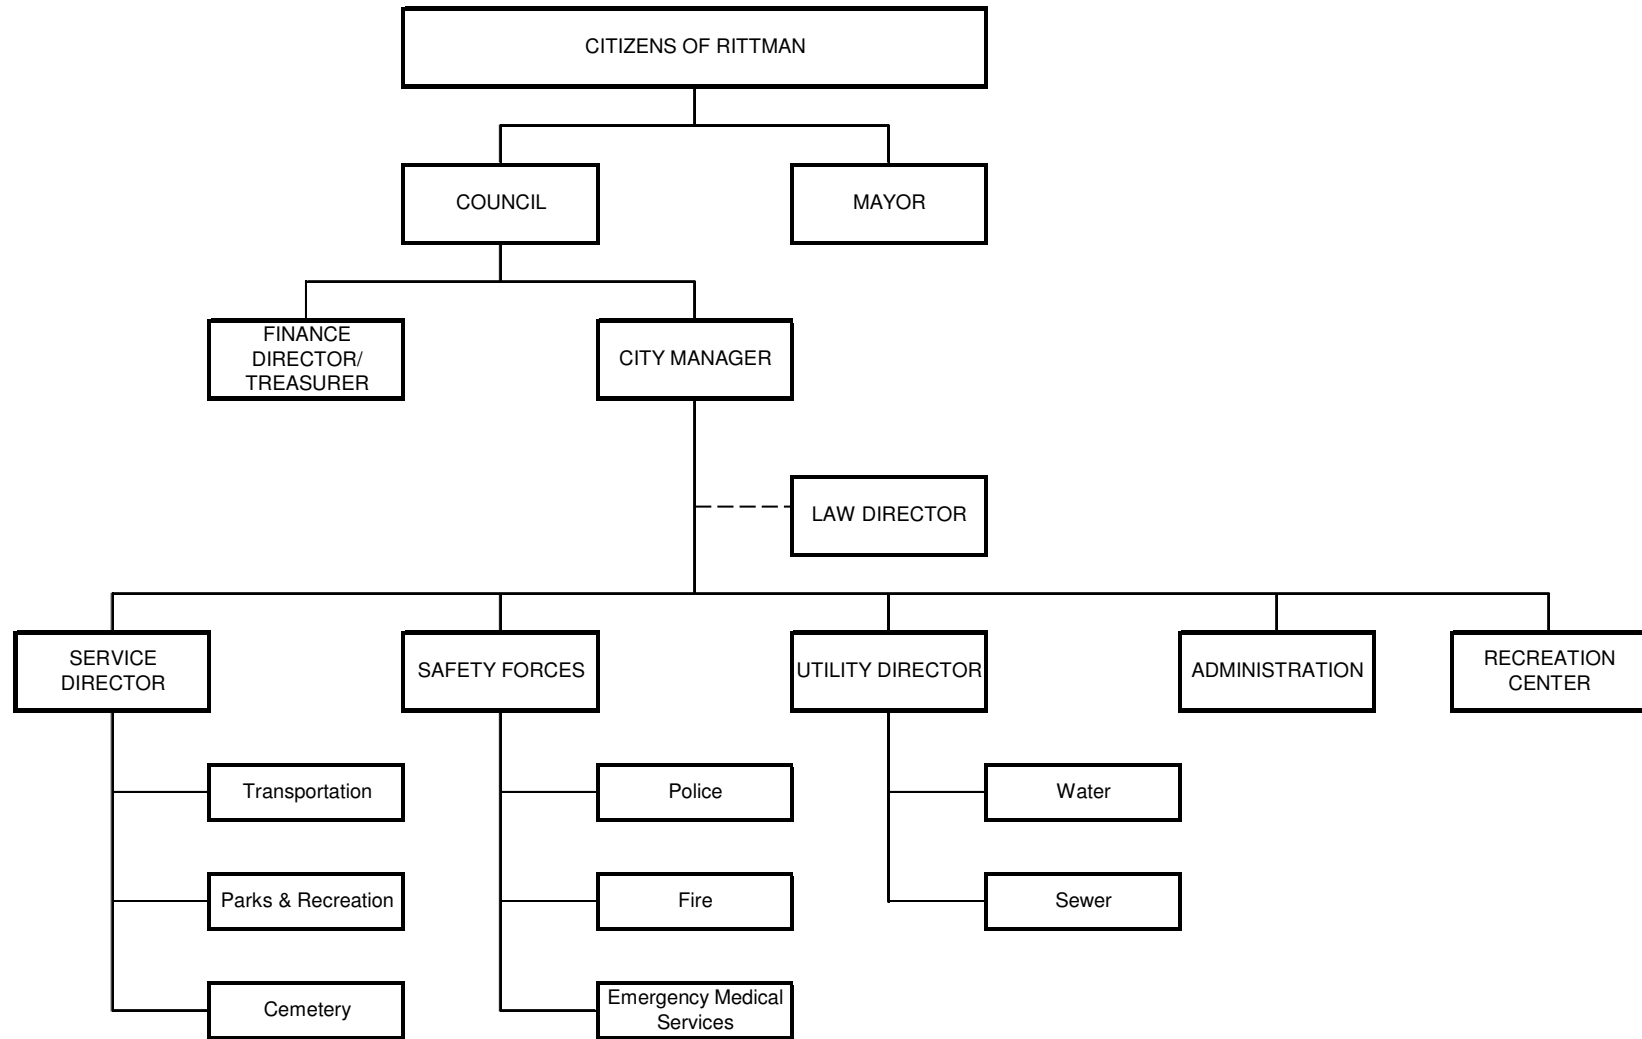 CITIZENS OF RITTMAN
COUNCIL
MAYOR
FINANCE
DIRECTOR/
TREASURER
CITY MANAGER
LAW DIRECTOR
SERVICE
DIRECTOR
SAFETY FORCES
UTILITY DIRECTOR
ADMINISTRATION
RECREATION
CENTER
Transportation
Police
Water
Parks & Recreation
Fire
Sewer
Cemetery
Emergency Medical
Services